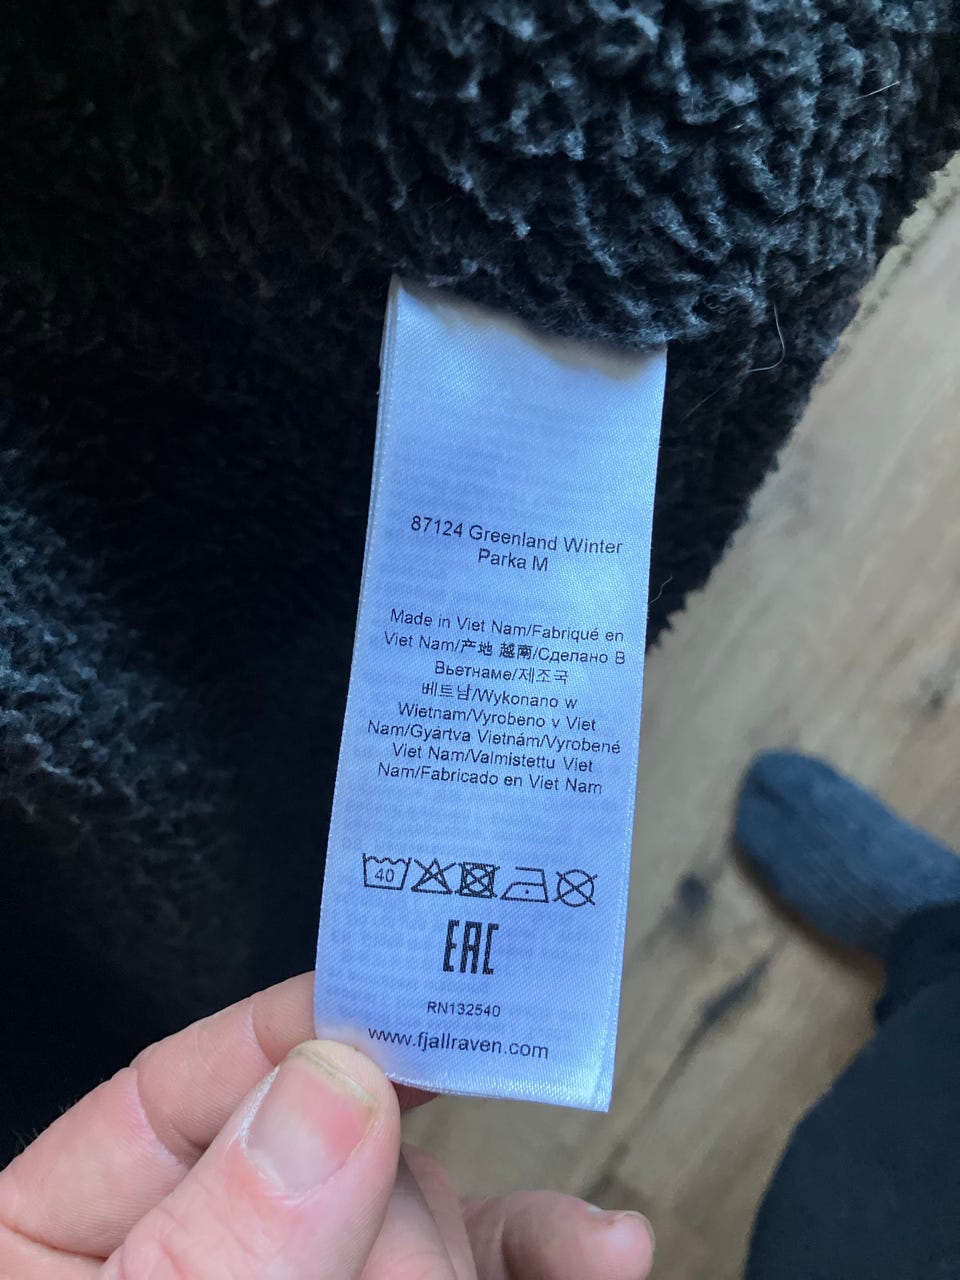 87124 Greenland Winter
Parka M
Made in Viet Nam/Fabriqué en
Viet Nam/产地 越南/Сделано В
Вьетнаме/제조국
베트남/Wykonano w
Wietnam/Vyrobeno v Viet
Nam/Gyártva Vietnám/Vyrobené
Viet Nam/Valmistettu Viet
Nam/Fabricado en Viet Nam
40
EAC
RN132540
www.fjallraven.com